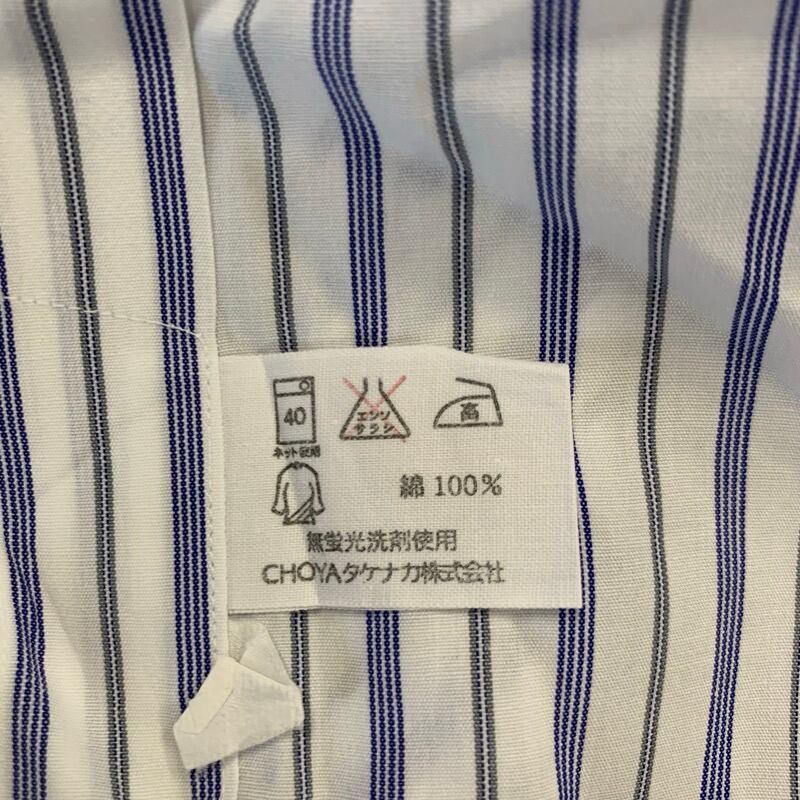 40
エンソ
サラシ
高
ネット使用
綿 100%
無蛍光洗剤使用
CHOYAタケナカ株式会社